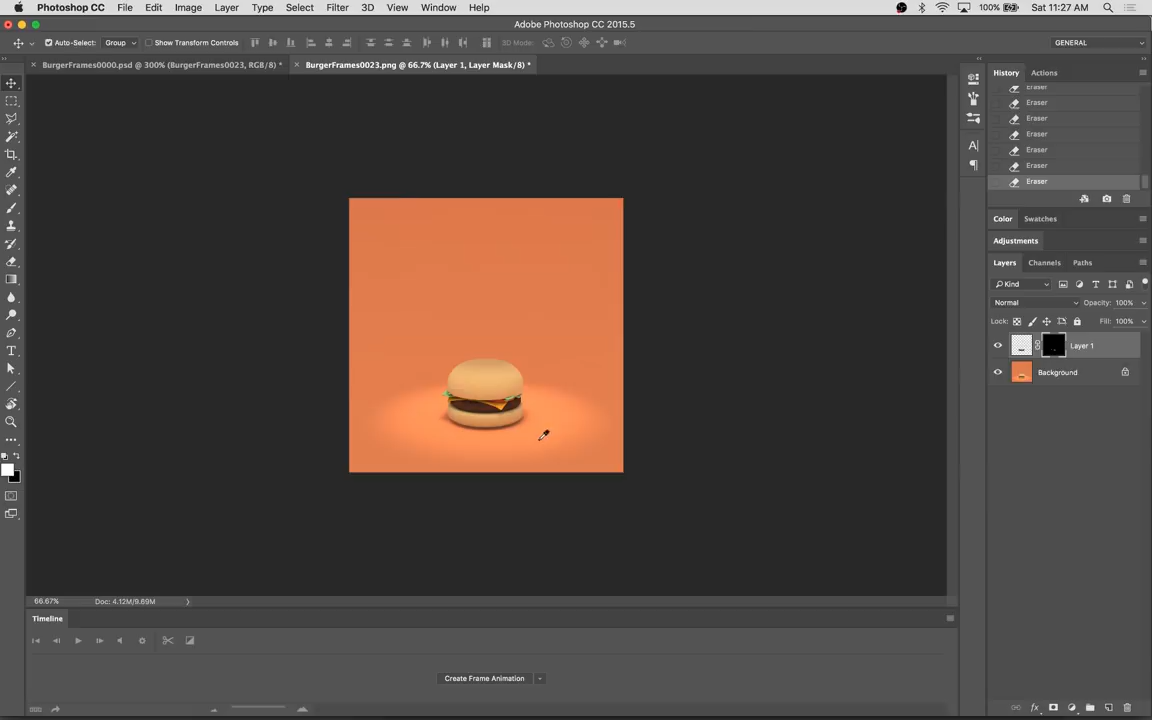 Photoshop CC File Edit Image Layer Type Select Filter 3D View Window Help 100% Sat 11:27 AM
Adobe Photoshop CC 2015.5
Auto-Select: Group Show Transform Controls 3D Mode: GENERAL
BurgerFrames0000.psd @ 300% (BurgerFrames0023, RGB/8) *
BurgerFrames0023.png @ 66.7% (Layer 1, Layer Mask/8) *
History Actions
Eraser
Eraser
Eraser
Eraser
Eraser
Eraser
Eraser
Color Swatches
Adjustments
Layers Channels Paths
Kind
Normal Opacity: 100%
Lock: Fill: 100%
Layer 1
Background
66.67% Doc: 4.12M/9.69M
Timeline
Create Frame Animation